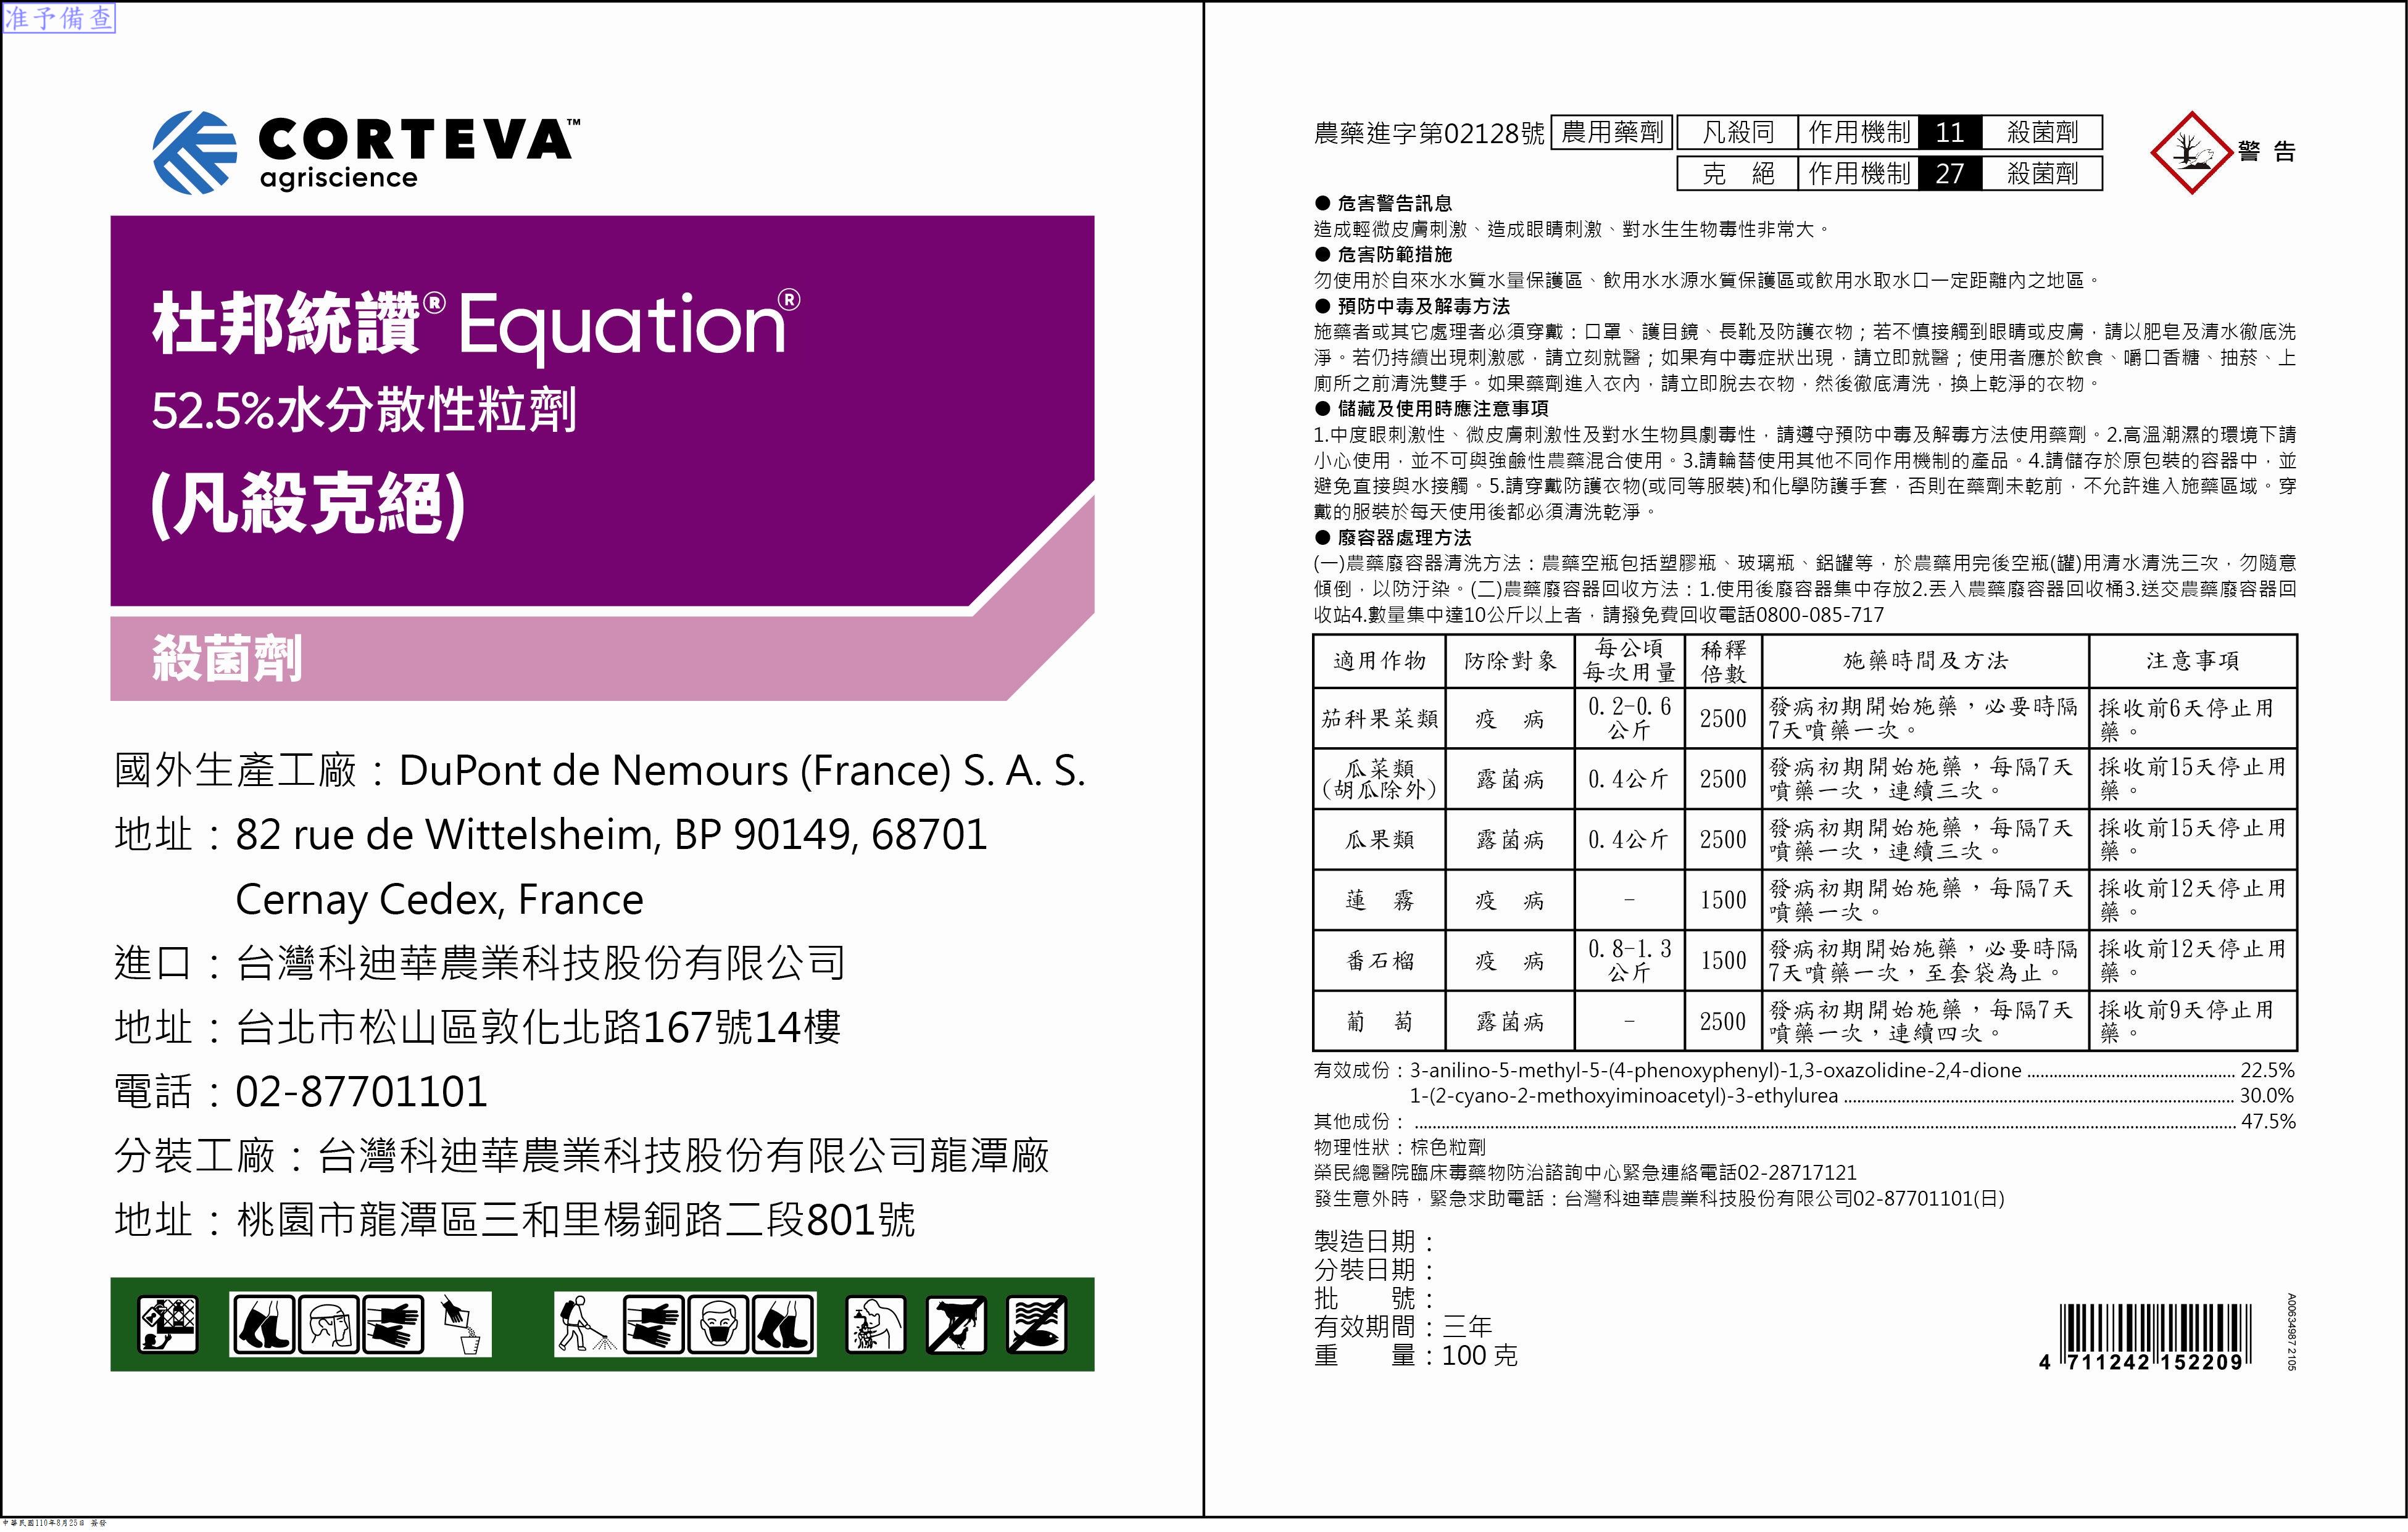 准予備查
CORTEVA™
agriscience
杜邦統讚® Equation®
52.5%水分散性粒劑
(凡殺克絕)
殺菌劑
國外生產工廠：DuPont de Nemours (France) S. A. S.
地址：82 rue de Wittelsheim, BP 90149, 68701
Cernay Cedex, France
進口：台灣科迪華農業科技股份有限公司
地址：台北市松山區敦化北路167號14樓
電話：02-87701101
分裝工廠：台灣科迪華農業科技股份有限公司龍潭廠
地址：桃園市龍潭區三和里楊銅路二段801號
農藥進字第02128號 農用藥劑 凡殺同 作用機制 11 殺菌劑
克 絕 作用機制 27 殺菌劑
警 告
● 危害警告訊息
造成輕微皮膚刺激、造成眼睛刺激、對水生生物毒性非常大。
● 危害防範措施
勿使用於自來水水質水量保護區、飲用水水源水質保護區或飲用水取水口一定距離內之地區。
● 預防中毒及解毒方法
施藥者或其它處理者必須穿戴：口罩、護目鏡、長靴及防護衣物；若不慎接觸到眼睛或皮膚，請以肥皂及清水徹底洗
淨。若仍持續出現刺激感，請立刻就醫；如果有中毒症狀出現，請立即就醫；使用者應於飲食、嚼口香糖、抽菸、上
廁所之前清洗雙手。如果藥劑進入衣內，請立即脫去衣物，然後徹底清洗，換上乾淨的衣物。
● 儲藏及使用時應注意事項
1.中度眼刺激性、微皮膚刺激性及對水生物具劇毒性，請遵守預防中毒及解毒方法使用藥劑。2.高溫潮濕的環境下請
小心使用，並不可與強鹼性農藥混合使用。3.請輪替使用其他不同作用機制的產品。4.請儲存於原包裝的容器中，並
避免直接與水接觸。5.請穿戴防護衣物(或同等服裝)和化學防護手套，否則在藥劑未乾前，不允許進入施藥區域。穿
戴的服裝於每天使用後都必須清洗乾淨。
● 廢容器處理方法
(一)農藥廢容器清洗方法：農藥空瓶包括塑膠瓶、玻璃瓶、鋁罐等，於農藥用完後空瓶(罐)用清水清洗三次，勿隨意
傾倒，以防汙染。(二)農藥廢容器回收方法：1.使用後廢容器集中存放2.丟入農藥廢容器回收桶3.送交農藥廢容器回
收站4.數量集中達10公斤以上者，請撥免費回收電話0800-085-717
適用作物 防除對象 每公頃每次用量 稀釋倍數 施藥時間及方法 注意事項
茄科果菜類 疫 病 0.2-0.6公斤 2500 發病初期開始施藥，必要時隔7天噴藥一次。 採收前6天停止用藥。
瓜菜類(胡瓜除外) 露菌病 0.4公斤 2500 發病初期開始施藥，每隔7天噴藥一次，連續三次。 採收前15天停止用藥。
瓜果類 露菌病 0.4公斤 2500 發病初期開始施藥，每隔7天噴藥一次，連續三次。 採收前15天停止用藥。
蓮 霧 疫 病 - 1500 發病初期開始施藥，每隔7天噴藥一次。 採收前12天停止用藥。
番石榴 疫 病 0.8-1.3公斤 1500 發病初期開始施藥，必要時隔7天噴藥一次，至套袋為止。 採收前12天停止用藥。
葡 萄 露菌病 - 2500 發病初期開始施藥，每隔7天噴藥一次，連續四次。 採收前9天停止用藥。
有效成份：3-anilino-5-methyl-5-(4-phenoxyphenyl)-1,3-oxazolidine-2,4-dione ............ 22.5%
1-(2-cyano-2-methoxyiminoacetyl)-3-ethylurea ............ 30.0%
其他成份：............ 47.5%
物理性狀：棕色粒劑
榮民總醫院臨床毒藥物防治諮詢中心緊急連絡電話02-28717121
發生意外時，緊急求助電話：台灣科迪華農業科技股份有限公司02-87701101(日)
製造日期：
分裝日期：
批 號：
有效期間：三年
重 量：100 克
4 711242 152209
A00634987 2105
中華民國110年8月25日 簽發